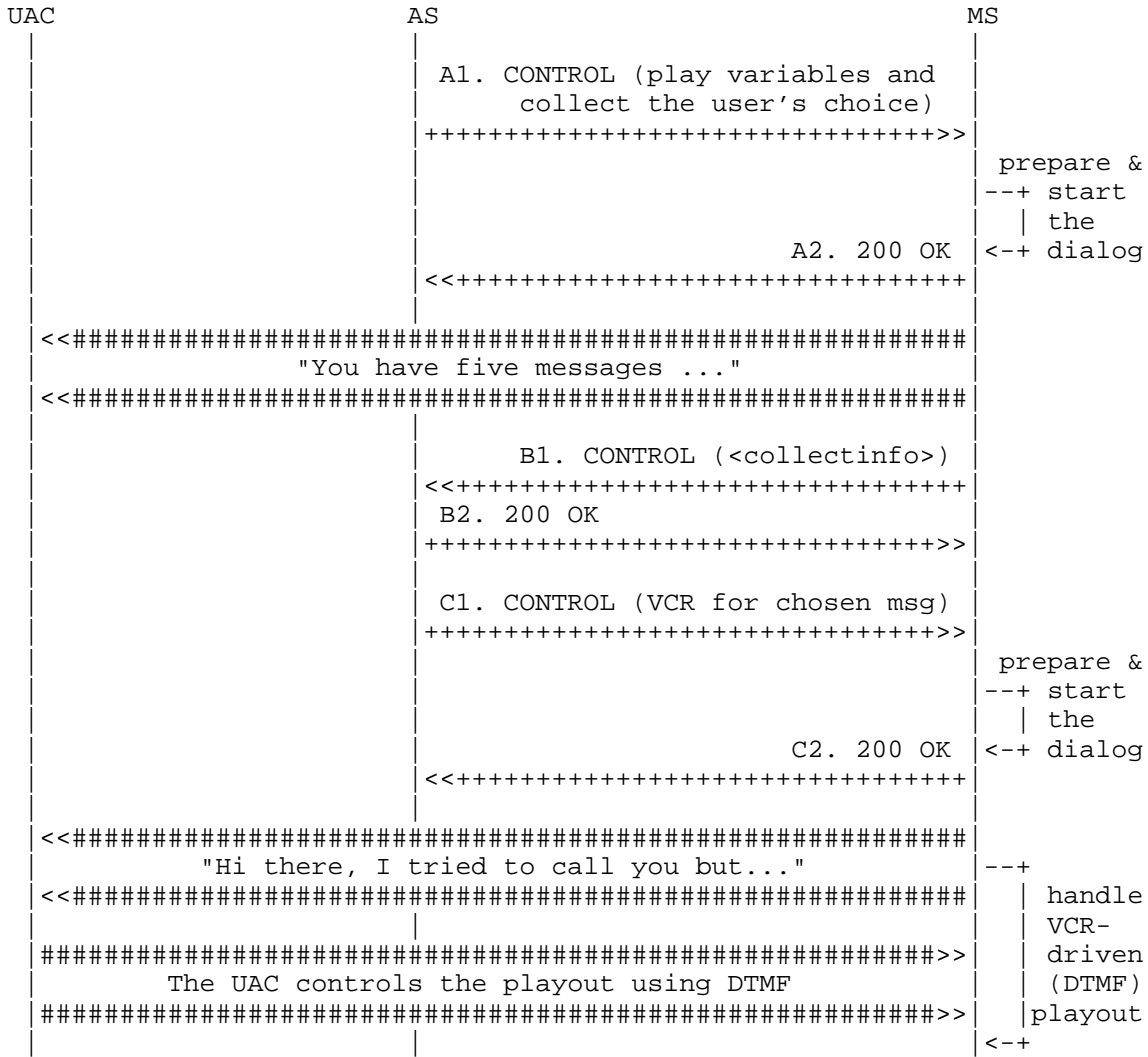 UAC AS MS
A1. CONTROL (play variables and
collect the user's choice)
prepare &
start
the
A2. 200 OK dialog
"You have five messages ..."
B1. CONTROL (<collectinfo>)
B2. 200 OK
C1. CONTROL (VCR for chosen msg)
prepare &
start
the
C2. 200 OK dialog
"Hi there, I tried to call you but..."
handle
VCR-
driven
The UAC controls the playout using DTMF (DTMF)
playout